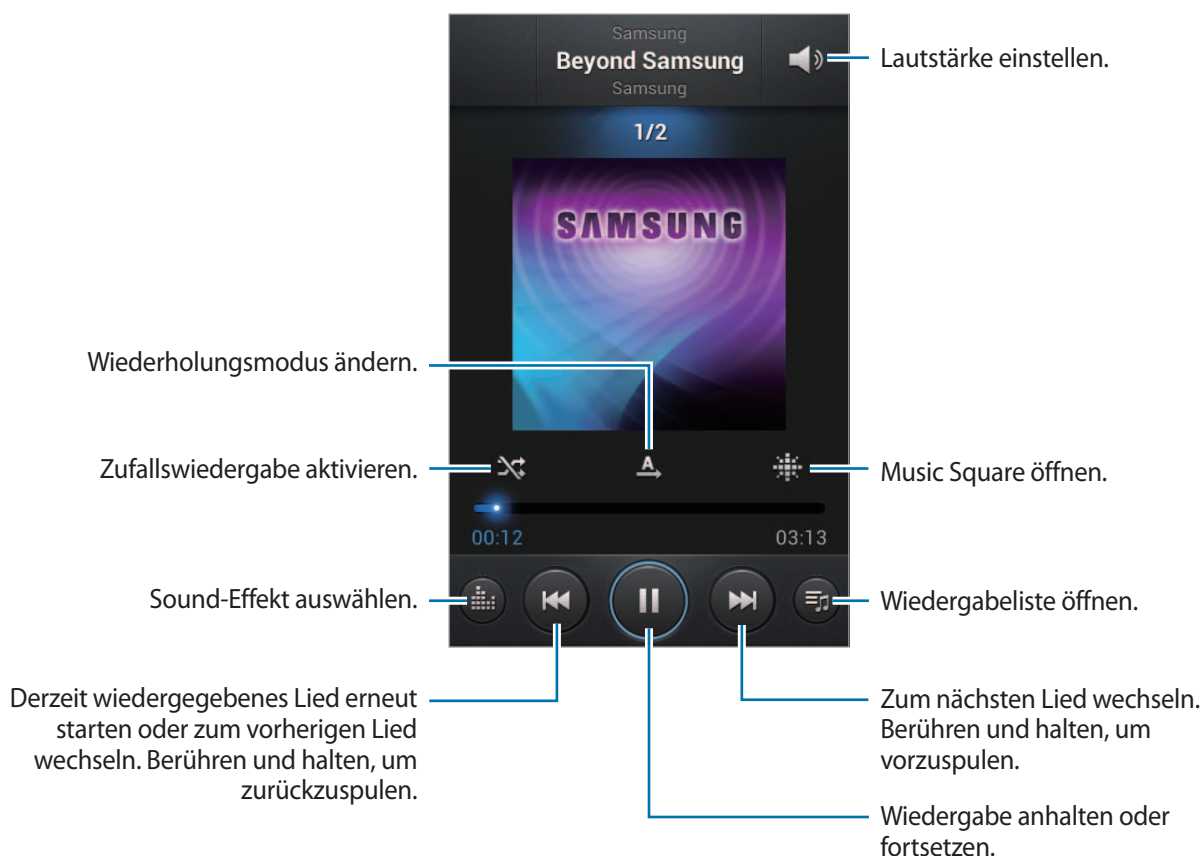 Samsung
Beyond Samsung
Samsung
Lautstärke einstellen.
1/2
SAMSUNG
Wiederholungsmodus ändern.
Zufallswiedergabe aktivieren.
A
Music Square öffnen.
00:12
03:13
Sound-Effekt auswählen.
Wiedergabeliste öffnen.
Derzeit wiedergegebenes Lied erneut
starten oder zum vorherigen Lied
wechseln. Berühren und halten, um
zurückzuspulen.
Zum nächsten Lied wechseln.
Berühren und halten, um
vorzuspulen.
Wiedergabe anhalten oder
fortsetzen.